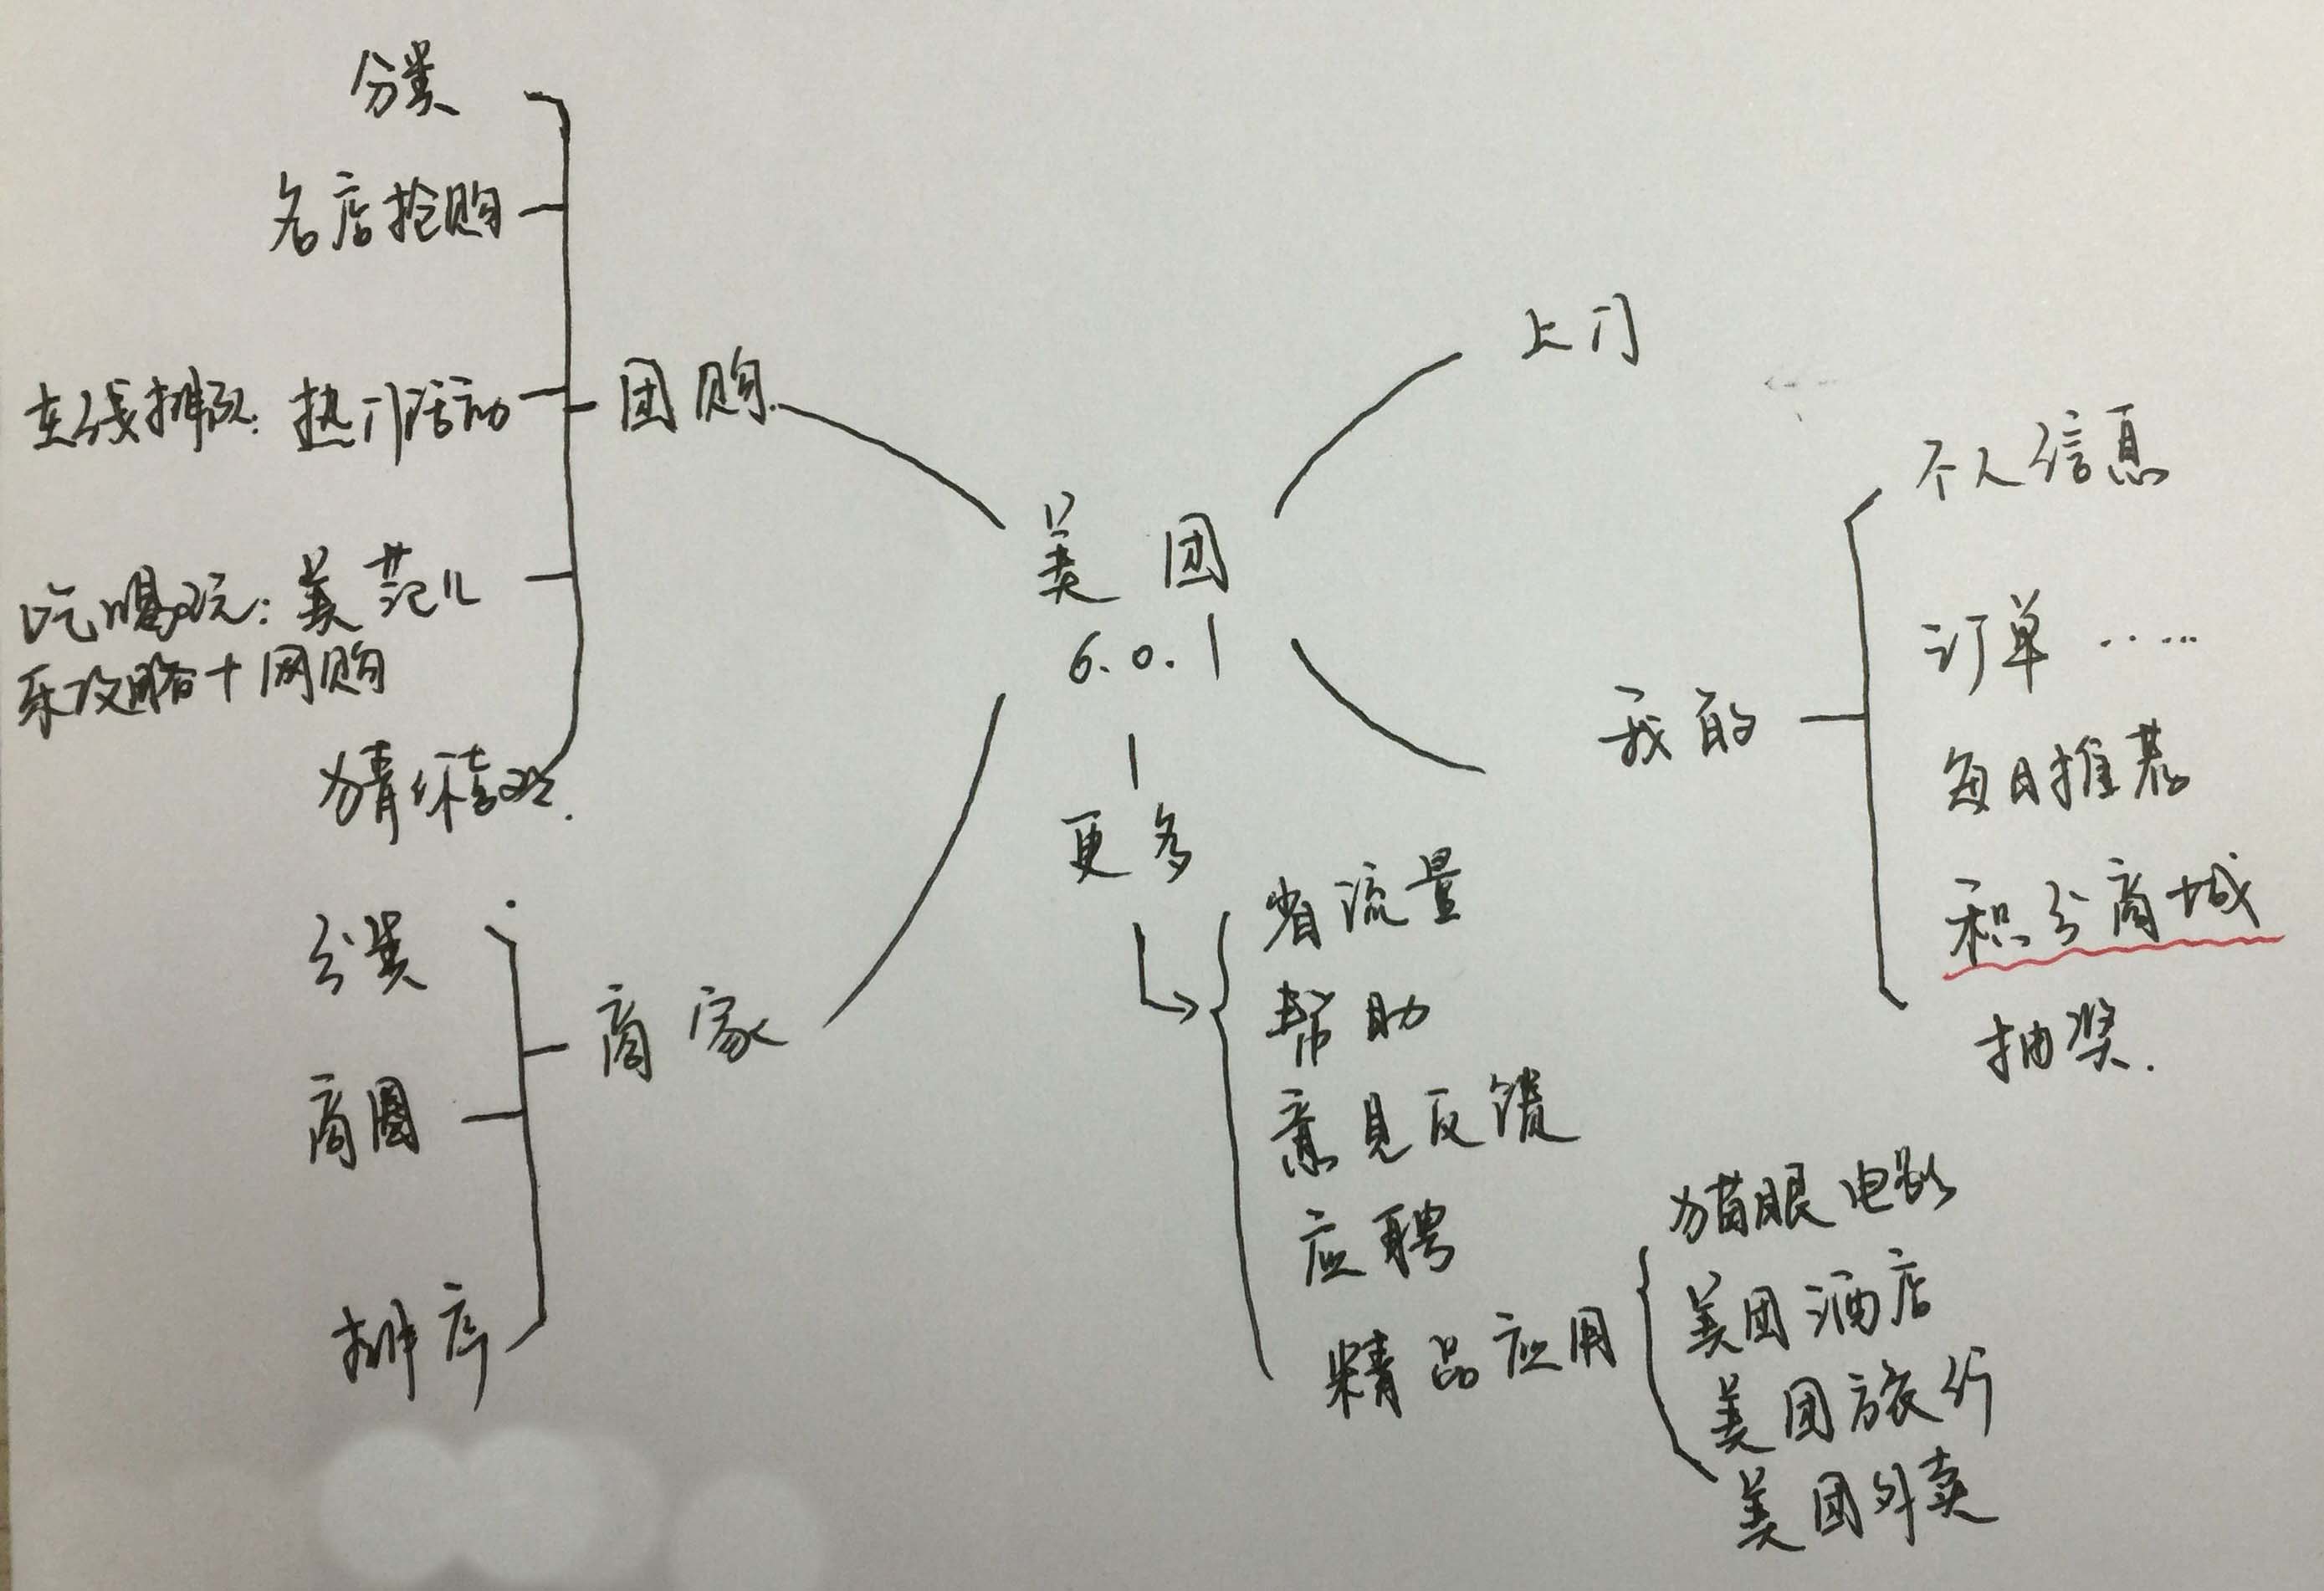 分类
名店抢购
在线排队: 热门活动
团购
吃喝玩: 美范儿
乐攻略+网购
猜你喜欢.
美团
6.0.1
上门
我的
个人信息
订单……
每日推荐
积分商城
抽奖.
商家
分类
商圈
排序
更多
省流量
帮助
意见反馈
应聘
精品应用
猫眼电影
美团酒店
美团旅行
美团外卖